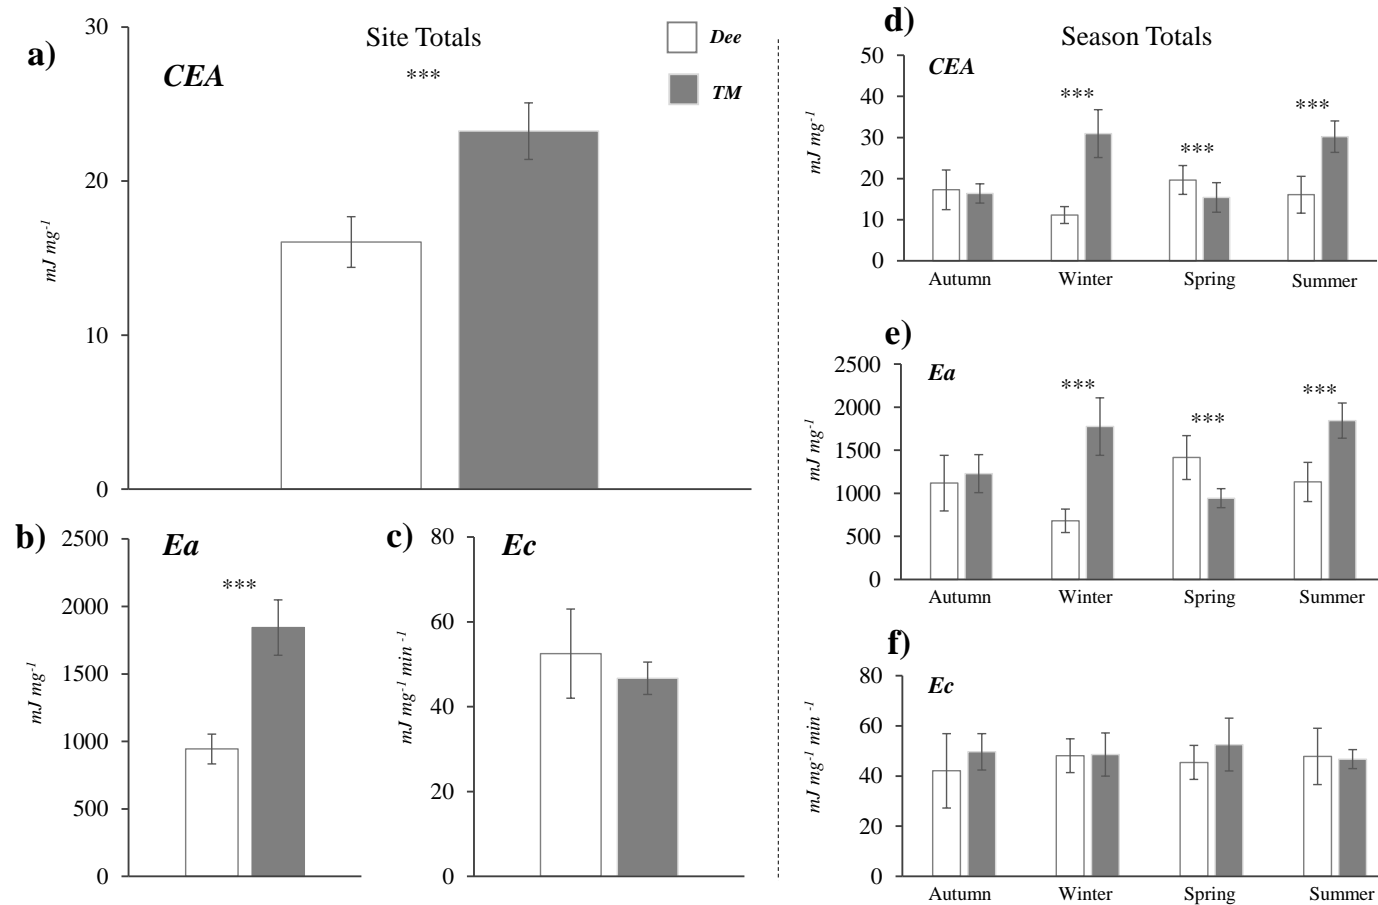 a)
Site Totals
CEA
***
Dee
TM
30
20
10
0
mJ mg-1
b)
Ea
***
2500
2000
1500
1000
500
0
mJ mg-1
c)
Ec
80
60
40
20
0
mJ mg-1 min -1
d)
Season Totals
CEA
50
40
30
20
10
0
mJ mg-1
***
***
***
Autumn Winter Spring Summer
e)
Ea
2500
2000
1500
1000
500
0
mJ mg-1
***
***
***
Autumn Winter Spring Summer
f)
Ec
80
60
40
20
0
mJ mg-1 min -1
Autumn Winter Spring Summer